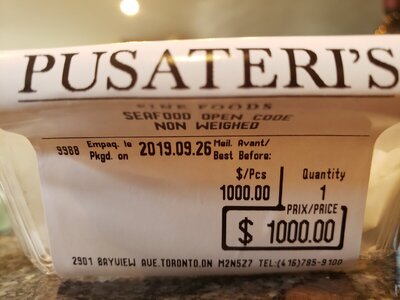 PUSATERI'S
FINE FOODS
SEAFOOD OPEN CODE
NON WEIGHED
9988 Empaq. le Pkgd. on 2019.09.26 Meil. Avant/ Best Before:
$/Pcs Quantity
1000.00 1
PRIX/PRICE
$ 1000.00
2901 BAYVIEW AVE.TORONTO.ON M2N5Z7 TEL:(416)785-9100